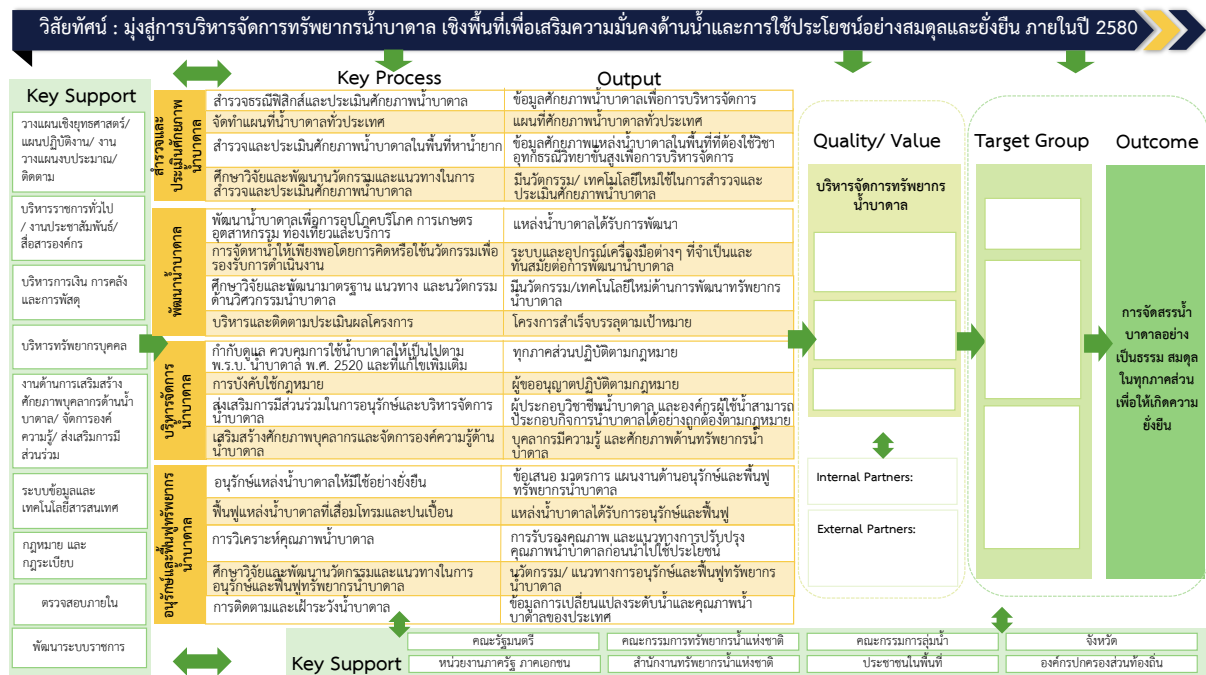 วิสัยทัศน์ : มุ่งสู่การบริหารจัดการทรัพยากรน้ำบาดาล เชิงพื้นที่เพื่อเสริมความมั่นคงด้านน้ำและการใช้ประโยชน์อย่างสมดุลและยั่งยืน ภายในปี 2580
Key Support
วางแผนเชิงยุทธศาสตร์/
แผนปฏิบัติงาน/ งาน
วางแผนงบประมาณ/
ติดตาม
บริหารราชการทั่วไป
/ งานประชาสัมพันธ์/
สื่อสารองค์กร
บริหารการเงิน การคลัง
และการพัสดุ
บริหารทรัพยากรบุคคล
งานด้านการเสริมสร้าง
ศักยภาพบุคลากรด้านน้ำ
บาดาล/ จัดการองค์
ความรู้/ ส่งเสริมการมี
ส่วนร่วม
ระบบข้อมูลและ
เทคโนโลยีสารสนเทศ
กฎหมาย และ
กฎระเบียบ
ตรวจสอบภายใน
พัฒนาระบบราชการ
Key Process
Output
สำรวจและ
ประเมินศักยภาพ
น้ำบาดาล
สำรวจธรณีฟิสิกส์และประเมินศักยภาพน้ำบาดาล
ข้อมูลศักยภาพน้ำบาดาลเพื่อการบริหารจัดการ
จัดทำแผนที่น้ำบาดาลทั่วประเทศ
แผนที่ศักยภาพน้ำบาดาลทั่วประเทศ
สำรวจและประเมินศักยภาพน้ำบาดาลในพื้นที่หาน้ำยาก
ข้อมูลศักยภาพแหล่งน้ำบาดาลในพื้นที่ที่ต้องใช้วิชา
อุทกธรณีวิทยาขั้นสูงเพื่อการบริหารจัดการ
ศึกษาวิจัยและพัฒนานวัตกรรมและแนวทางในการ
สำรวจและประเมินศักยภาพน้ำบาดาล
มีนวัตกรรม/ เทคโนโลยีใหม่ใช้ในการสำรวจและ
ประเมินศักยภาพน้ำบาดาล
พัฒนาน้ำบาดาล
พัฒนาน้ำบาดาลเพื่อการอุปโภคบริโภค การเกษตร
อุตสาหกรรม ท่องเที่ยวและบริการ
แหล่งน้ำบาดาลได้รับการพัฒนา
การจัดหาน้ำให้เพียงพอโดยการคิดหรือใช้นวัตกรรมเพื่อ
รองรับการดำเนินงาน
ระบบและอุปกรณ์เครื่องมือต่างๆ ที่จำเป็นและ
ทันสมัยต่อการพัฒนาน้ำบาดาล
ศึกษาวิจัยและพัฒนามาตรฐาน แนวทาง และนวัตกรรม
ด้านวิศวกรรมน้ำบาดาล
มีนวัตกรรม/เทคโนโลยีใหม่ด้านการพัฒนาทรัพยากร
น้ำบาดาล
บริหารและติดตามประเมินผลโครงการ
โครงการสำเร็จบรรลุตามเป้าหมาย
บริหารจัดการ
น้ำบาดาล
กำกับดูแล ควบคุมการใช้น้ำบาดาลให้เป็นไปตาม
พ.ร.บ. น้ำบาดาล พ.ศ. 2520 และที่แก้ไขเพิ่มเติม
ทุกภาคส่วนปฏิบัติตามกฎหมาย
การบังคับใช้กฎหมาย
ผู้ขออนุญาตปฏิบัติตามกฎหมาย
ส่งเสริมการมีส่วนร่วมในการอนุรักษ์และบริหารจัดการ
น้ำบาดาล
ผู้ประกอบวิชาชีพน้ำบาดาล และองค์กรผู้ใช้น้ำสามารถ
ประกอบกิจการน้ำบาดาลได้อย่างถูกต้องตามกฎหมาย
เสริมสร้างศักยภาพบุคลากรและจัดการองค์ความรู้ด้าน
น้ำบาดาล
บุคลากรมีความรู้ และศักยภาพด้านทรัพยากรน้ำ
บาดาล
อนุรักษ์และฟื้นฟูทรัพยากร
น้ำบาดาล
อนุรักษ์แหล่งน้ำบาดาลให้มีใช้อย่างยั่งยืน
ข้อเสนอ มาตรการ แผนงานด้านอนุรักษ์และฟื้นฟู
ทรัพยากรน้ำบาดาล
ฟื้นฟูแหล่งน้ำบาดาลที่เสื่อมโทรมและปนเปื้อน
แหล่งน้ำบาดาลได้รับการอนุรักษ์และฟื้นฟู
การวิเคราะห์คุณภาพน้ำบาดาล
การรับรองคุณภาพ และแนวทางการปรับปรุง
คุณภาพน้ำบาดาลก่อนนำไปใช้ประโยชน์
ศึกษาวิจัยและพัฒนานวัตกรรมและแนวทางในการ
อนุรักษ์และฟื้นฟูทรัพยากรน้ำบาดาล
นวัตกรรม/ แนวทางการอนุรักษ์และฟื้นฟูทรัพยากร
น้ำบาดาล
การติดตามและเฝ้าระวังน้ำบาดาล
ข้อมูลการเปลี่ยนแปลงระดับน้ำและคุณภาพน้ำ
บาดาลของประเทศ
Quality/ Value
บริหารจัดการทรัพยากร
น้ำบาดาล
Internal Partners:
External Partners:
Target Group
Outcome
การจัดสรรน้ำ
บาดาลอย่าง
เป็นธรรม สมดุล
ในทุกภาคส่วน
เพื่อให้เกิดความ
ยั่งยืน
Key Support
คณะรัฐมนตรี
คณะกรรมการทรัพยากรน้ำแห่งชาติ
คณะกรรมการลุ่มน้ำ
จังหวัด
หน่วยงานภาครัฐ ภาคเอกชน
สำนักงานทรัพยากรน้ำแห่งชาติ
ประชาชนในพื้นที่
องค์กรปกครองส่วนท้องถิ่น